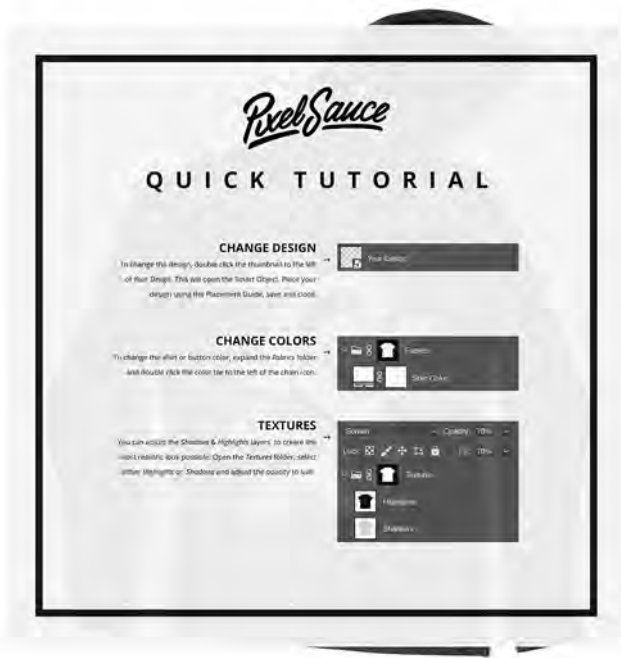 PixelSauce
QUICK TUTORIAL
CHANGE DESIGN
To change the design, double click the thumbnail to the left
of Your Design. This will open the Smart Object. Place your
design using the Placement Guide, save and close.
Your Design
CHANGE COLORS
To change the shirt or button color, expand the Fabrics folder
and double click the color tile to the left of the chain icon.
Fabrics
Shirt Color
TEXTURES
You can adjust the Shadows & Highlights layers, to create the
most realistic look possible. Open the Textures folder, select
either Highlights or Shadows and adjust the opacity to suit.
Screen Opacity: 70%
Lock: Fill: 70%
Textures
Highlights
Shadows